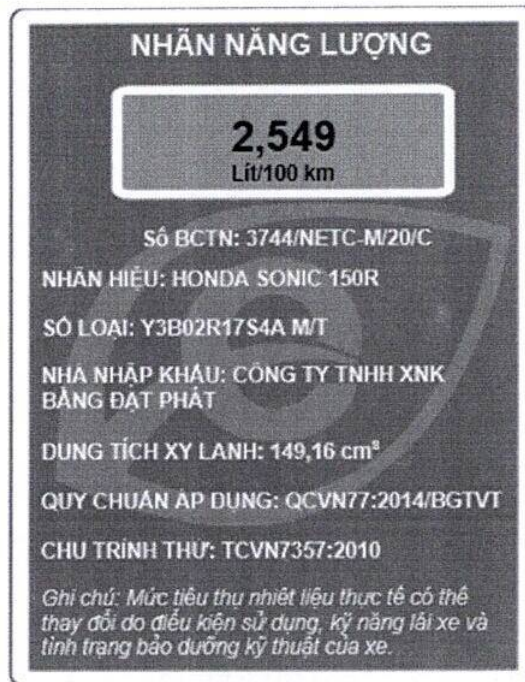 NHÃN NĂNG LƯỢNG
2,549
Lít/100 km
Số BCTN: 3744/NETC-M/20/C
NHÃN HIỆU: HONDA SONIC 150R
SỐ LOẠI: Y3B02R17S4A M/T
NHÀ NHẬP KHẨU: CÔNG TY TNHH XNK
BẰNG ĐẠT PHÁT
DUNG TÍCH XY LANH: 149,16 cm³
QUY CHUẨN ÁP DỤNG: QCVN77:2014/BGTVT
CHU TRÌNH THỬ: TCVN7357:2010
Ghi chú: Mức tiêu thụ nhiêt liệu thực tế có thể
thay đổi do điều kiện sử dụng, kỹ năng lái xe và
tình trạng bảo dưỡng kỹ thuật của xe.